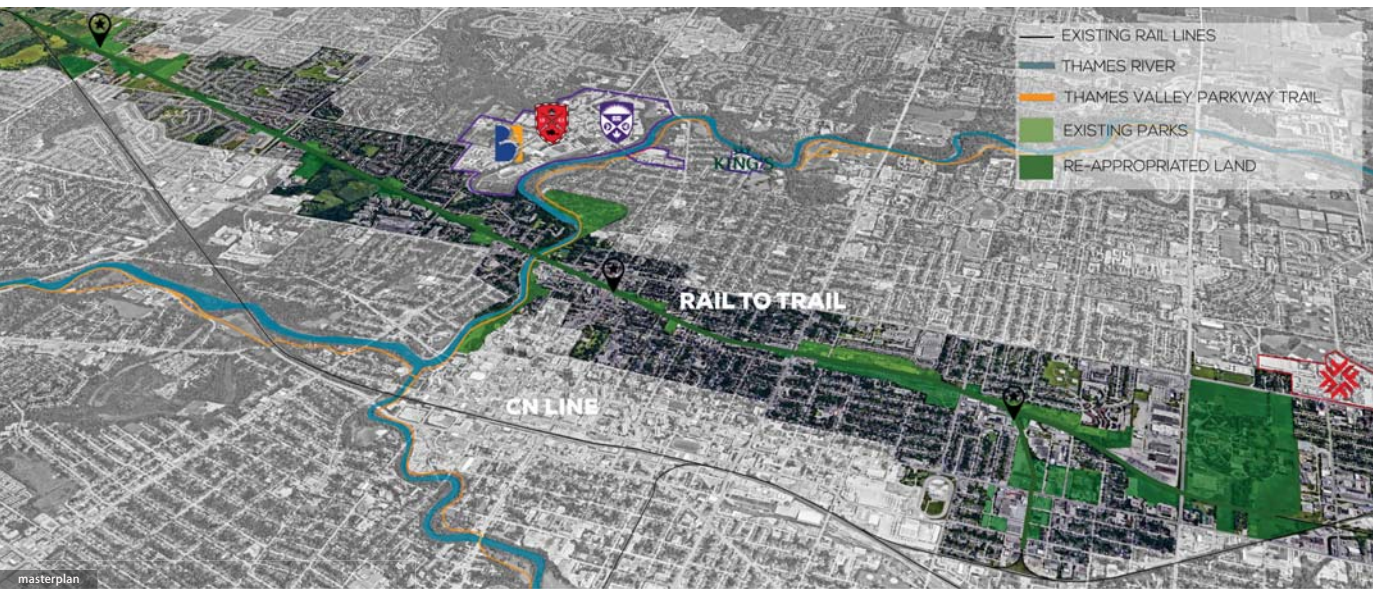 EXISTING RAIL LINES
THAMES RIVER
THAMES VALLEY PARKWAY TRAIL
EXISTING PARKS
RE-APPROPRIATED LAND
KING'S
RAIL TO TRAIL
CN LINE
masterplan